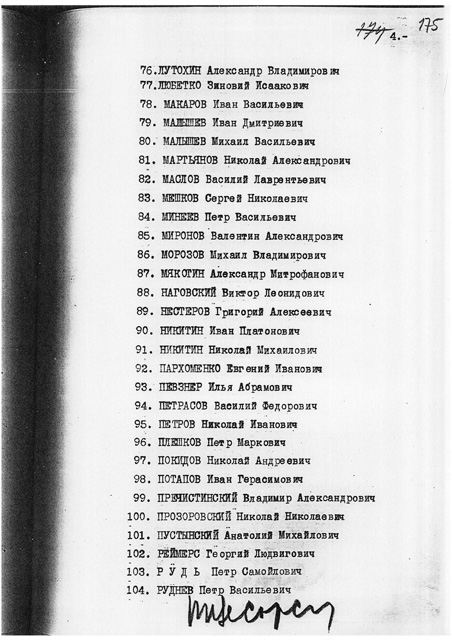 174 175
4.-
76.ЛУТОХИН Александр Владимирович
77.ЛЮБЕТКО Зиновий Исаакович
78. МАКАРОВ Иван Васильевич
79. МАЛЫШЕВ Иван Дмитриевич
80. МАЛЫШЕВ Михаил Васильевич
81. МАРТЬЯНОВ Николай Александрович
82. МАСЛОВ Василий Лаврентьевич
83. МЕШКОВ Сергей Николаевич
84. МИНЕЕВ Петр Васильевич
85. МИРОНОВ Валентин Александрович
86. МОРОЗОВ Михаил Владимирович
87. МЯКОТИН Александр Митрофанович
88. НАГОВСКИЙ Виктор Леонидович
89. НЕСТЕРОВ Григорий Алексеевич
90. НИКИТИН Иван Платонович
91. НИКИТИН Николай Михайлович
92. ПАРХОМЕНКО Евгений Иванович
93. ПЕВЗНЕР Илья Абрамович
94. ПЕТРАСОВ Василий Федорович
95. ПЕТРОВ Николай Иванович
96. ПЛЕШКОВ Петр Маркович
97. ПОКИДОВ Николай Андреевич
98. ПОТАПОВ Иван Герасимович
99. ПРЕЧИСТИНСКИЙ Владимир Александрович
100. ПРОЗОРОВСКИЙ Николай Николаевич
101. ПУСТЫНСКИЙ Анатолий Михайлович
102. РЕЙМЕРС Георгий Людвигович
103. Р У Д Ь Петр Самойлович
104. РУДНЕВ Петр Васильевич